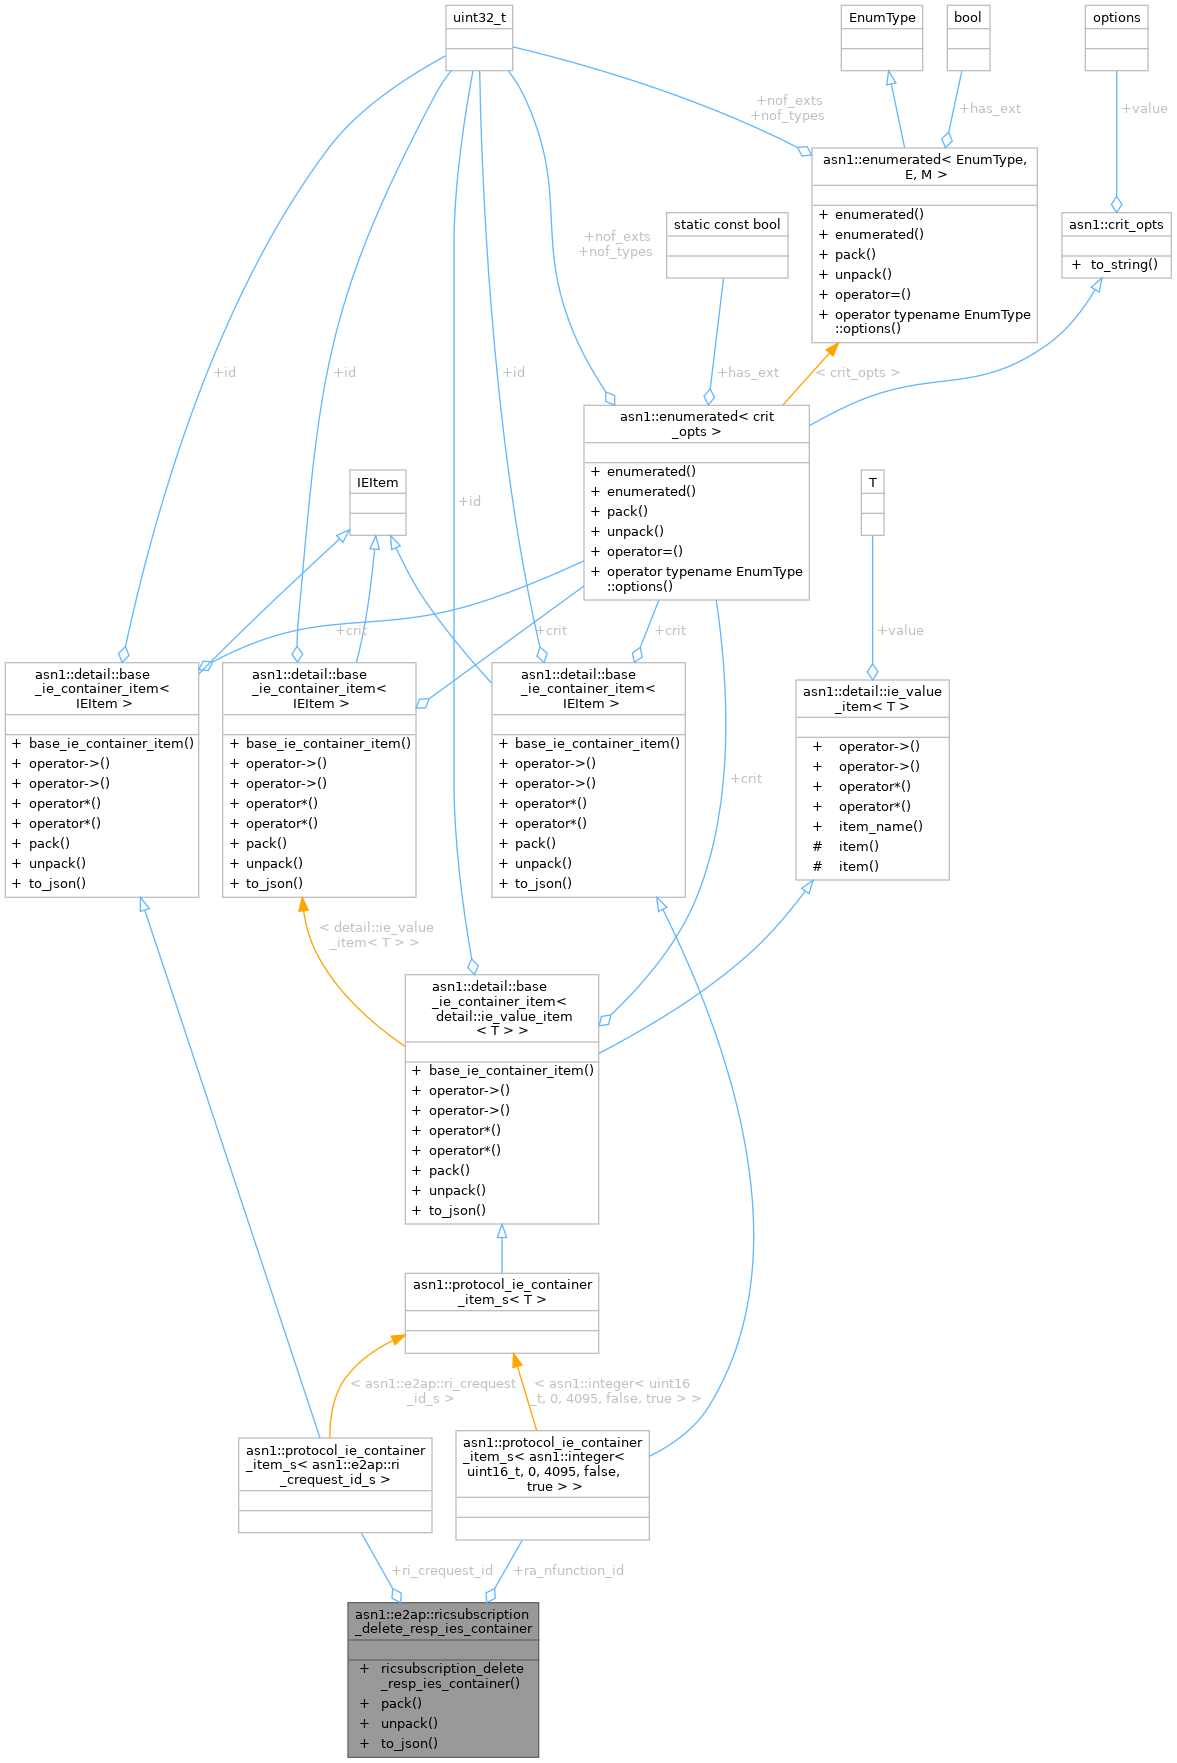 uint32_t
EnumType
bool
options
+nof_exts
+nof_types
+has_ext
+value
asn1::enumerated< EnumType,
E, M >
+ enumerated()
+ enumerated()
+ pack()
+ unpack()
+ operator=()
+ operator typename EnumType
::options()
static const bool
asn1::crit_opts
+ to_string()
+nof_exts
+nof_types
+id
+id
+id
+has_ext
< crit_opts >
asn1::enumerated< crit
_opts >
+ enumerated()
+ enumerated()
+ pack()
+ unpack()
+ operator=()
+ operator typename EnumType
::options()
IEItem
T
+id
+crit
+crit
+crit
+value
asn1::detail::base
_ie_container_item<
IEItem >
+ base_ie_container_item()
+ operator->()
+ operator->()
+ operator*()
+ operator*()
+ pack()
+ unpack()
+ to_json()
asn1::detail::base
_ie_container_item<
IEItem >
+ base_ie_container_item()
+ operator->()
+ operator->()
+ operator*()
+ operator*()
+ pack()
+ unpack()
+ to_json()
asn1::detail::base
_ie_container_item<
IEItem >
+ base_ie_container_item()
+ operator->()
+ operator->()
+ operator*()
+ operator*()
+ pack()
+ unpack()
+ to_json()
+crit
asn1::detail::ie_value
_item< T >
+ operator->()
+ operator->()
+ operator*()
+ operator*()
+ item_name()
# item()
# item()
< detail::ie_value
_item< T > >
asn1::detail::base
_ie_container_item<
detail::ie_value_item
< T > >
+ base_ie_container_item()
+ operator->()
+ operator->()
+ operator*()
+ operator*()
+ pack()
+ unpack()
+ to_json()
asn1::protocol_ie_container
_item_s< T >
< asn1::e2ap::ri_crequest
_id_s >
< asn1::integer< uint16
_t, 0, 4095, false, true > >
asn1::protocol_ie_container
_item_s< asn1::e2ap::ri
_crequest_id_s >
asn1::protocol_ie_container
_item_s< asn1::integer<
uint16_t, 0, 4095, false,
true > >
+ri_crequest_id
+ra_nfunction_id
asn1::e2ap::ricsubscription
_delete_resp_ies_container
+ ricsubscription_delete
_resp_ies_container()
+ pack()
+ unpack()
+ to_json()